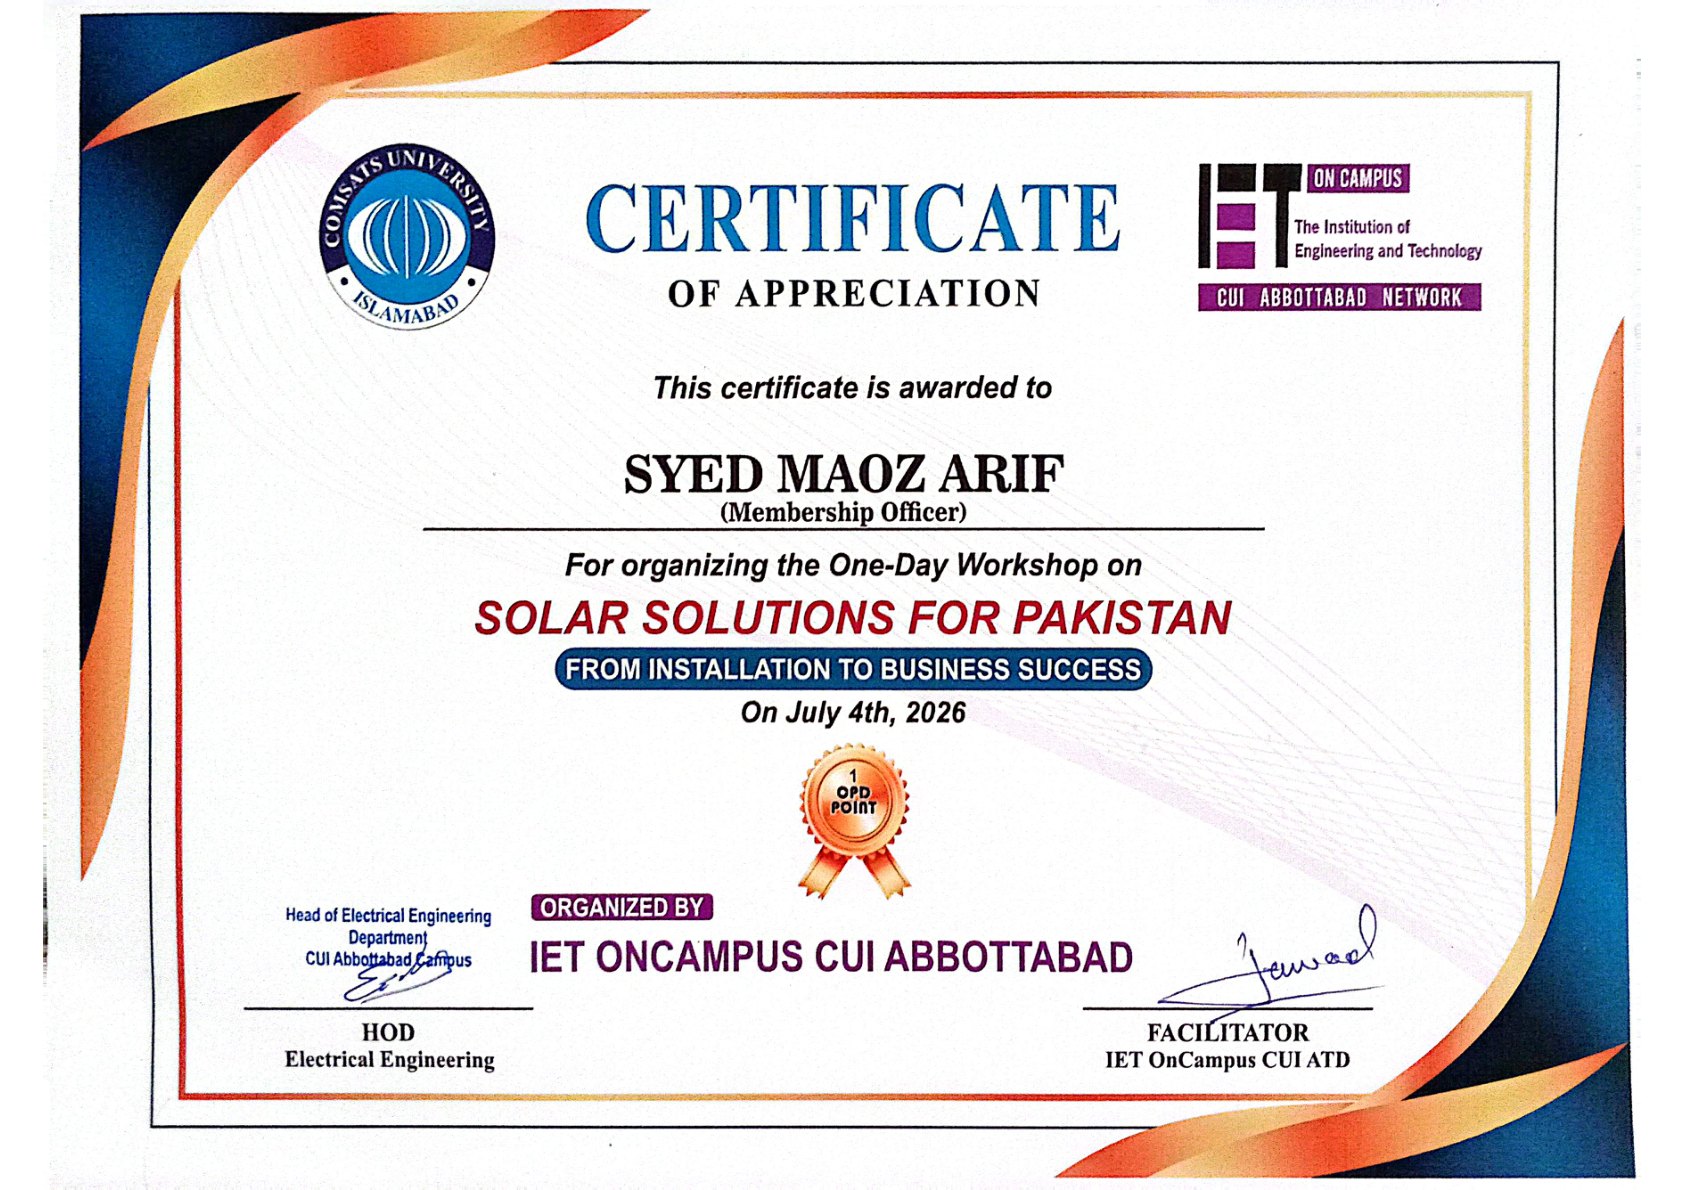 COMSATS UNIVERSITY
ISLAMABAD
CERTIFICATE
OF APPRECIATION
IET ON CAMPUS
The Institution of
Engineering and Technology
CUI ABBOTTABAD NETWORK
This certificate is awarded to
SYED MAOZ ARIF
(Membership Officer)
For organizing the One-Day Workshop on
SOLAR SOLUTIONS FOR PAKISTAN
FROM INSTALLATION TO BUSINESS SUCCESS
On July 4th, 2026
1
OPD
POINT
Head of Electrical Engineering
Department
CUI Abbottabad Campus
ORGANIZED BY
IET ONCAMPUS CUI ABBOTTABAD
Jawad
HOD
Electrical Engineering
FACILITATOR
IET OnCampus CUI ATD